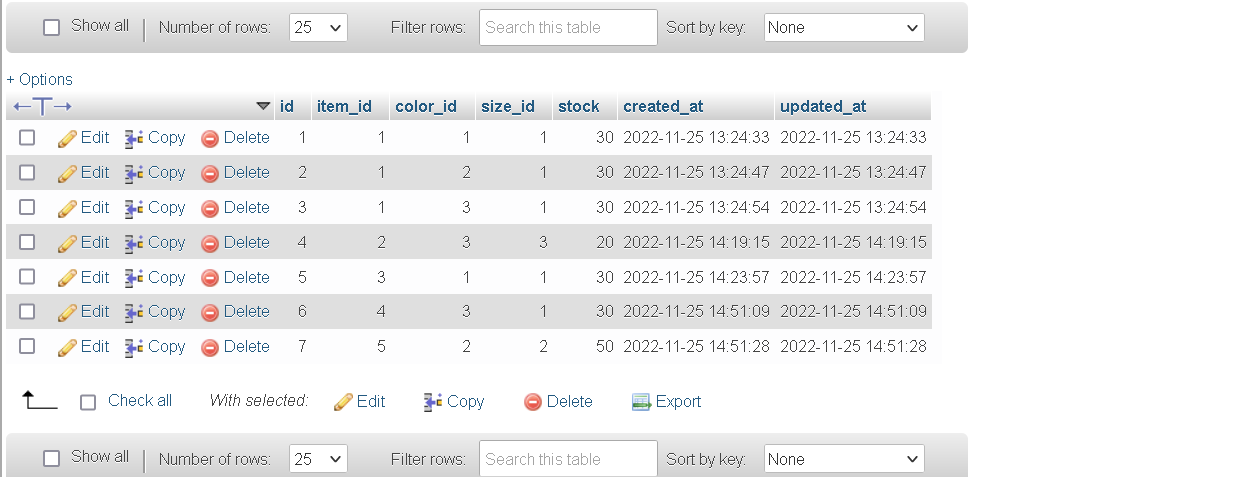 Show all Number of rows: 25 Filter rows: Search this table Sort by key: None
+ Options
id item_id color_id size_id stock created_at updated_at
Edit Copy Delete 1 1 1 1 30 2022-11-25 13:24:33 2022-11-25 13:24:33
Edit Copy Delete 2 1 2 1 30 2022-11-25 13:24:47 2022-11-25 13:24:47
Edit Copy Delete 3 1 3 1 30 2022-11-25 13:24:54 2022-11-25 13:24:54
Edit Copy Delete 4 2 3 3 20 2022-11-25 14:19:15 2022-11-25 14:19:15
Edit Copy Delete 5 3 1 1 30 2022-11-25 14:23:57 2022-11-25 14:23:57
Edit Copy Delete 6 4 3 1 30 2022-11-25 14:51:09 2022-11-25 14:51:09
Edit Copy Delete 7 5 2 2 50 2022-11-25 14:51:28 2022-11-25 14:51:28
Check all With selected: Edit Copy Delete Export
Show all Number of rows: 25 Filter rows: Search this table Sort by key: None